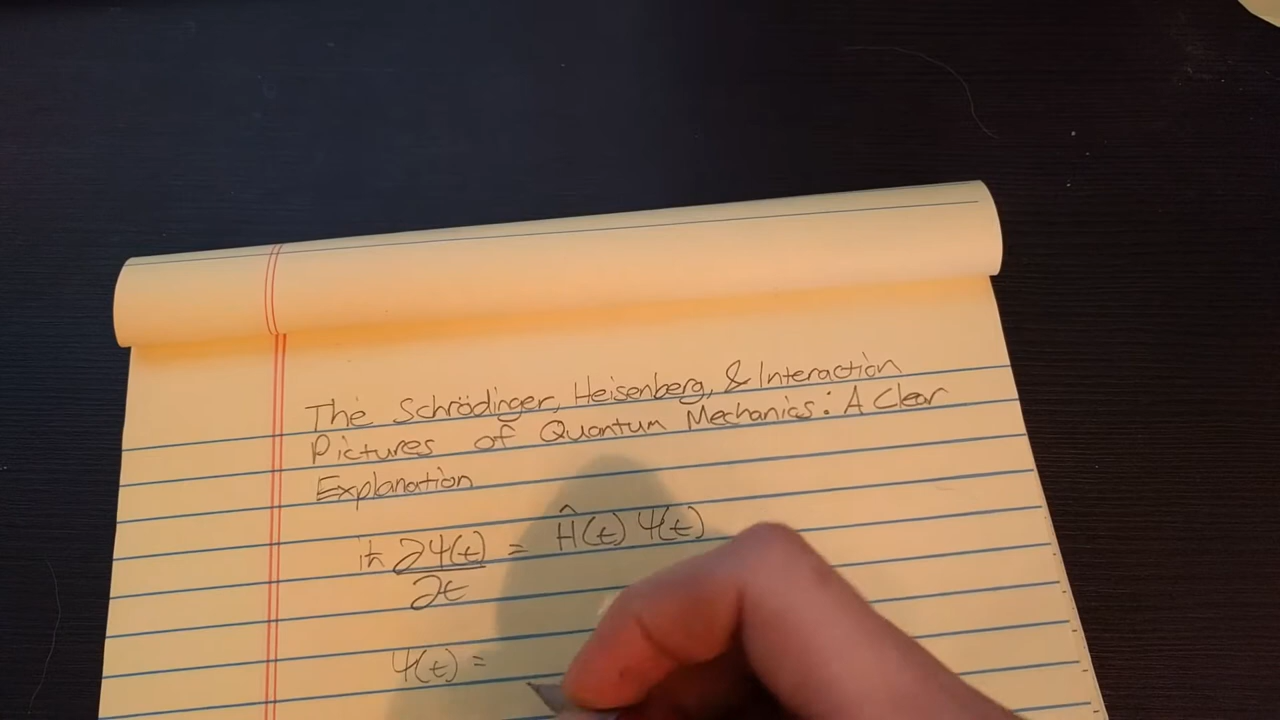 The Schrödinger, Heisenberg, & Interaction
Pictures of Quantum Mechanics: A Clear
Explanation
iħ ∂Ψ(t)/∂t = Ĥ(t) Ψ(t)
Ψ(t) =